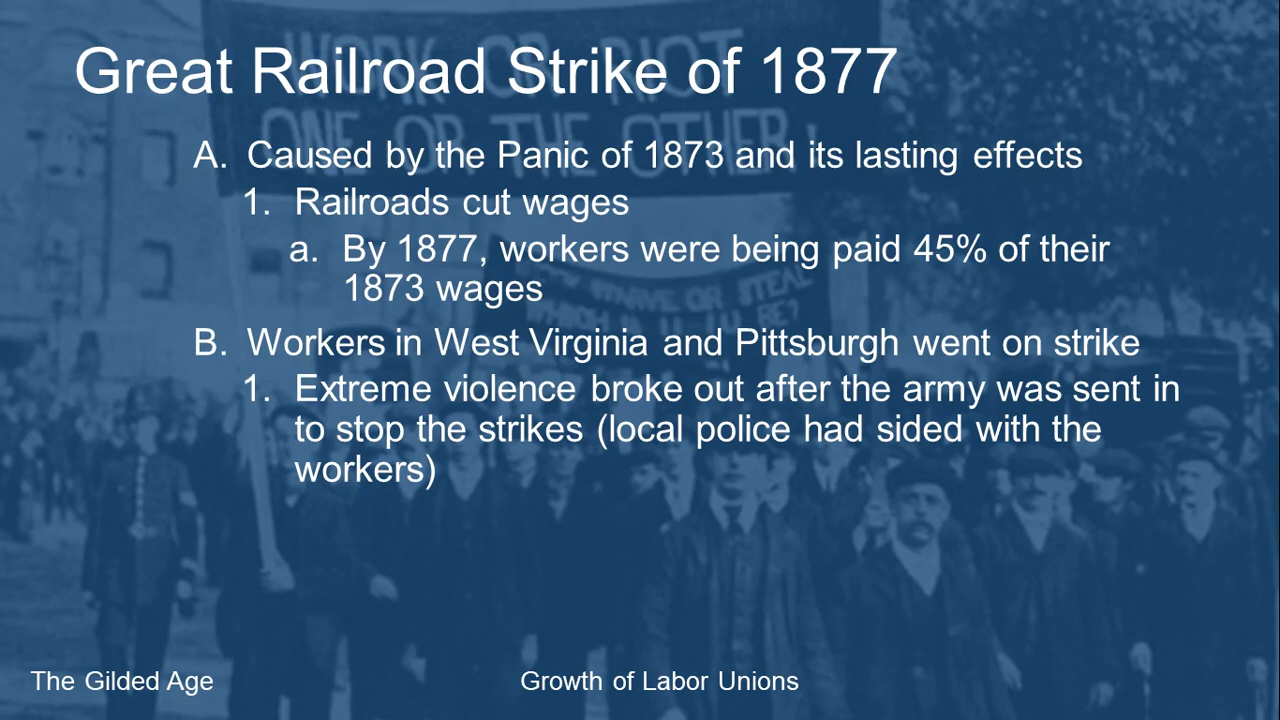 WORK OR RIOT
ONE OR THE OTHER
Great Railroad Strike of 1877
A. Caused by the Panic of 1873 and its lasting effects
1. Railroads cut wages
a. By 1877, workers were being paid 45% of their
1873 wages
OR STEAL
B. Workers in West Virginia and Pittsburgh went on strike
1. Extreme violence broke out after the army was sent in
to stop the strikes (local police had sided with the
workers)
The Gilded Age
Growth of Labor Unions